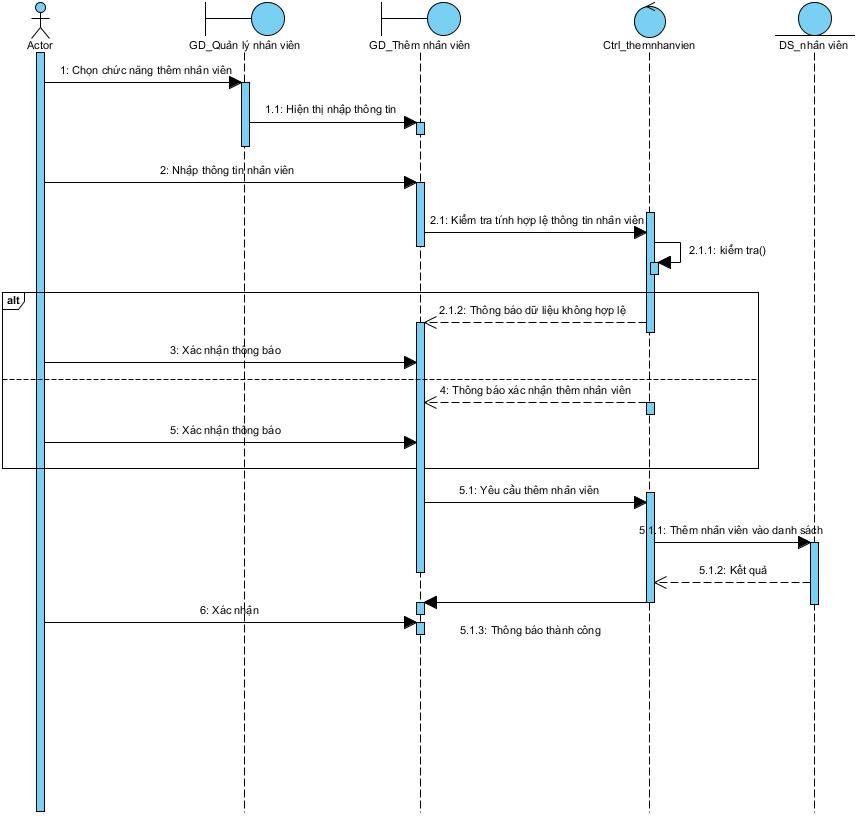 Actor
GD_Quản lý nhân viên
GD_Thêm nhân viên
Ctrl_themnhanvien
DS_nhân viên
1: Chọn chức năng thêm nhân viên
1.1: Hiện thị nhập thông tin
2: Nhập thông tin nhân viên
2.1: Kiểm tra tính hợp lệ thông tin nhân viên
2.1.1: kiểm tra()
alt
2.1.2: Thông báo dữ liệu không hợp lệ
3: Xác nhận thông báo
4: Thông báo xác nhận thêm nhân viên
5: Xác nhận thông báo
5.1: Yêu cầu thêm nhân viên
5.1.1: Thêm nhân viên vào danh sách
5.1.2: Kết quả
6: Xác nhận
5.1.3: Thông báo thành công